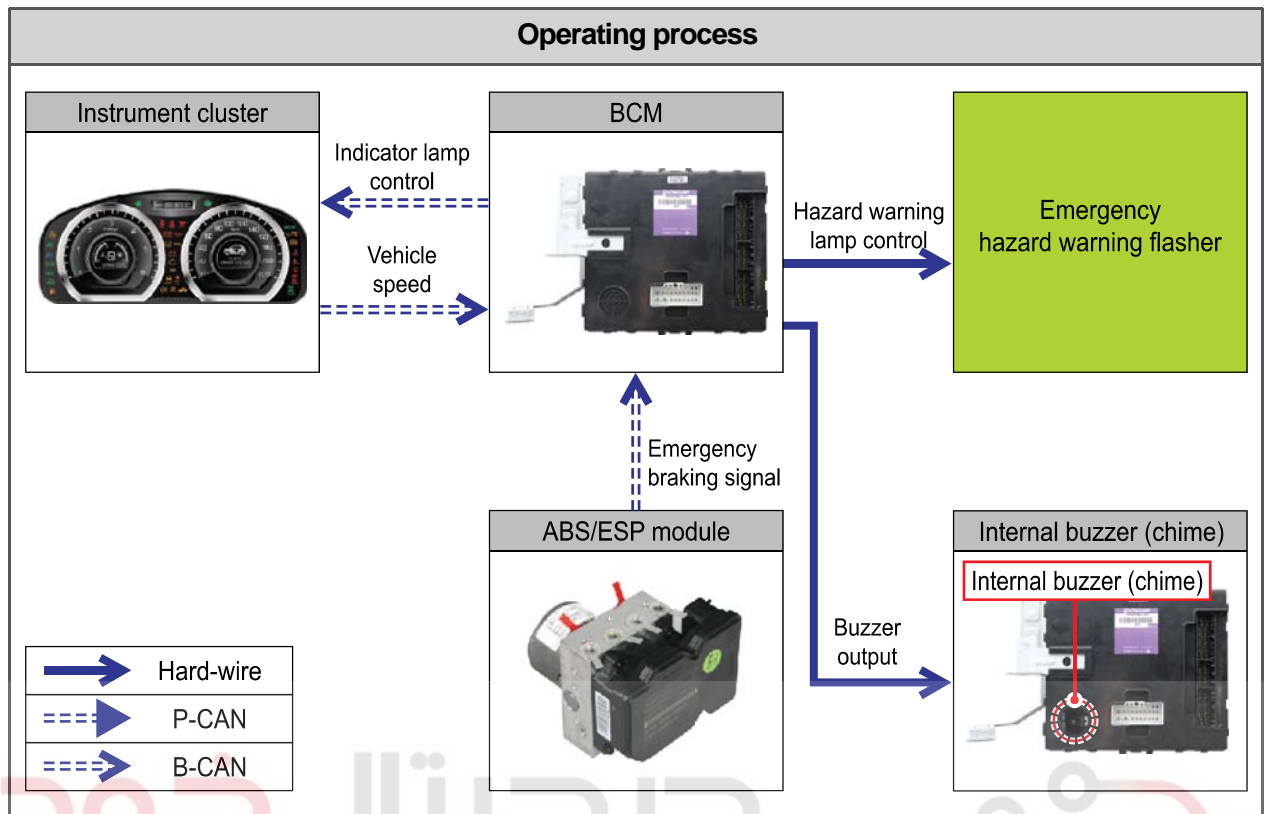 Operating process
Instrument cluster
BCM
Indicator lamp
control
Vehicle
speed
Hazard warning
lamp control
Emergency
hazard warning flasher
Emergency
braking signal
ABS/ESP module
Internal buzzer (chime)
Internal buzzer (chime)
Buzzer
output
Hard-wire
P-CAN
B-CAN